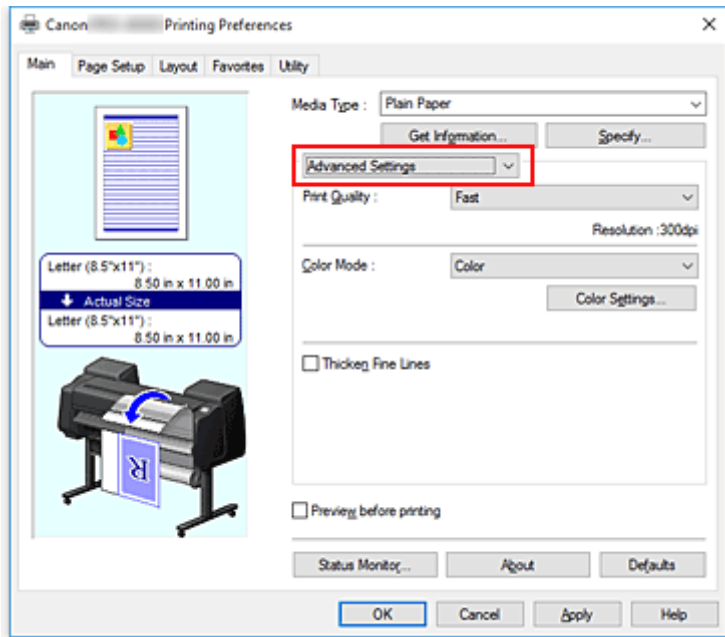 Canon Printing Preferences
Main Page Setup Layout Favorites Utility
Media Type : Plain Paper
Get Information... Specify...
Advanced Settings
Print Quality : Fast
Resolution :300dpi
Color Mode : Color
Color Settings...
Thicken Fine Lines
Letter (8.5"x11") :
8.50 in x 11.00 in
Actual Size
Letter (8.5"x11") :
8.50 in x 11.00 in
R
Preview before printing
Status Monitor... About Defaults
OK Cancel Apply Help